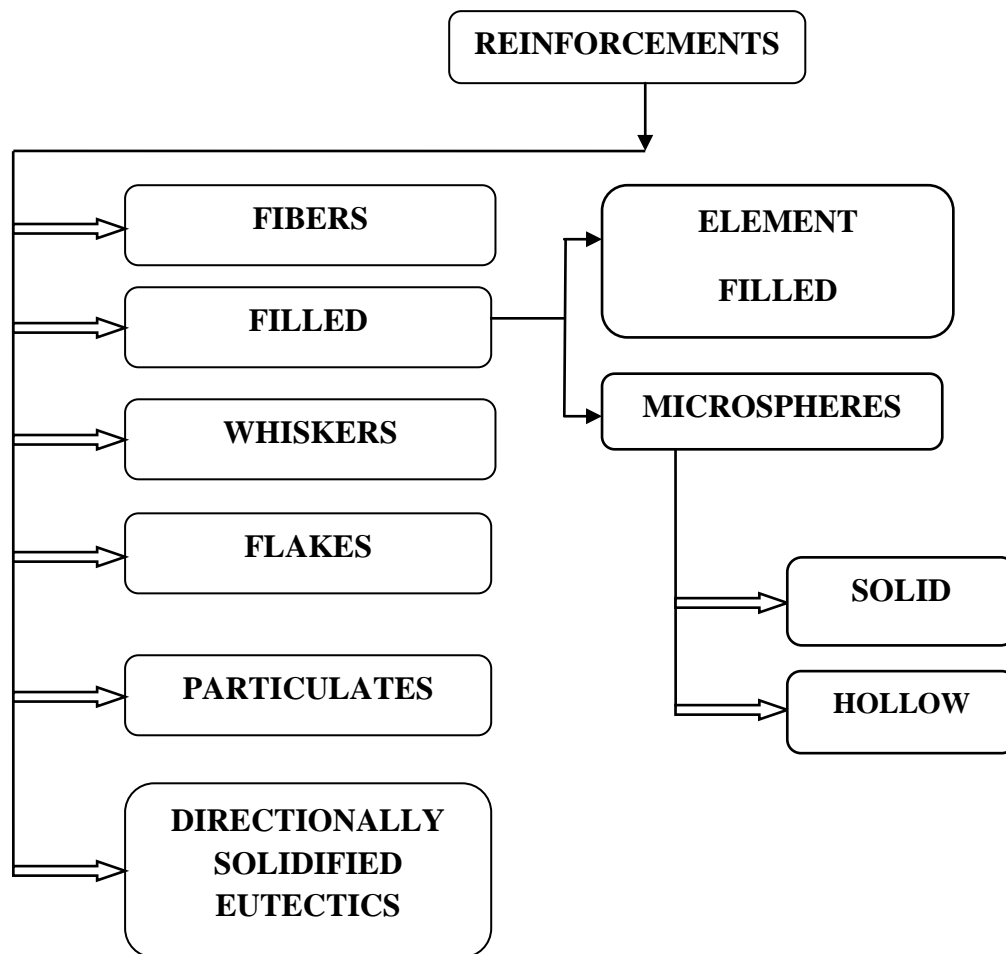 REINFORCEMENTS
FIBERS
FILLED
WHISKERS
FLAKES
PARTICULATES
DIRECTIONALLY
SOLIDIFIED
EUTECTICS
ELEMENT
FILLED
MICROSPHERES
SOLID
HOLLOW